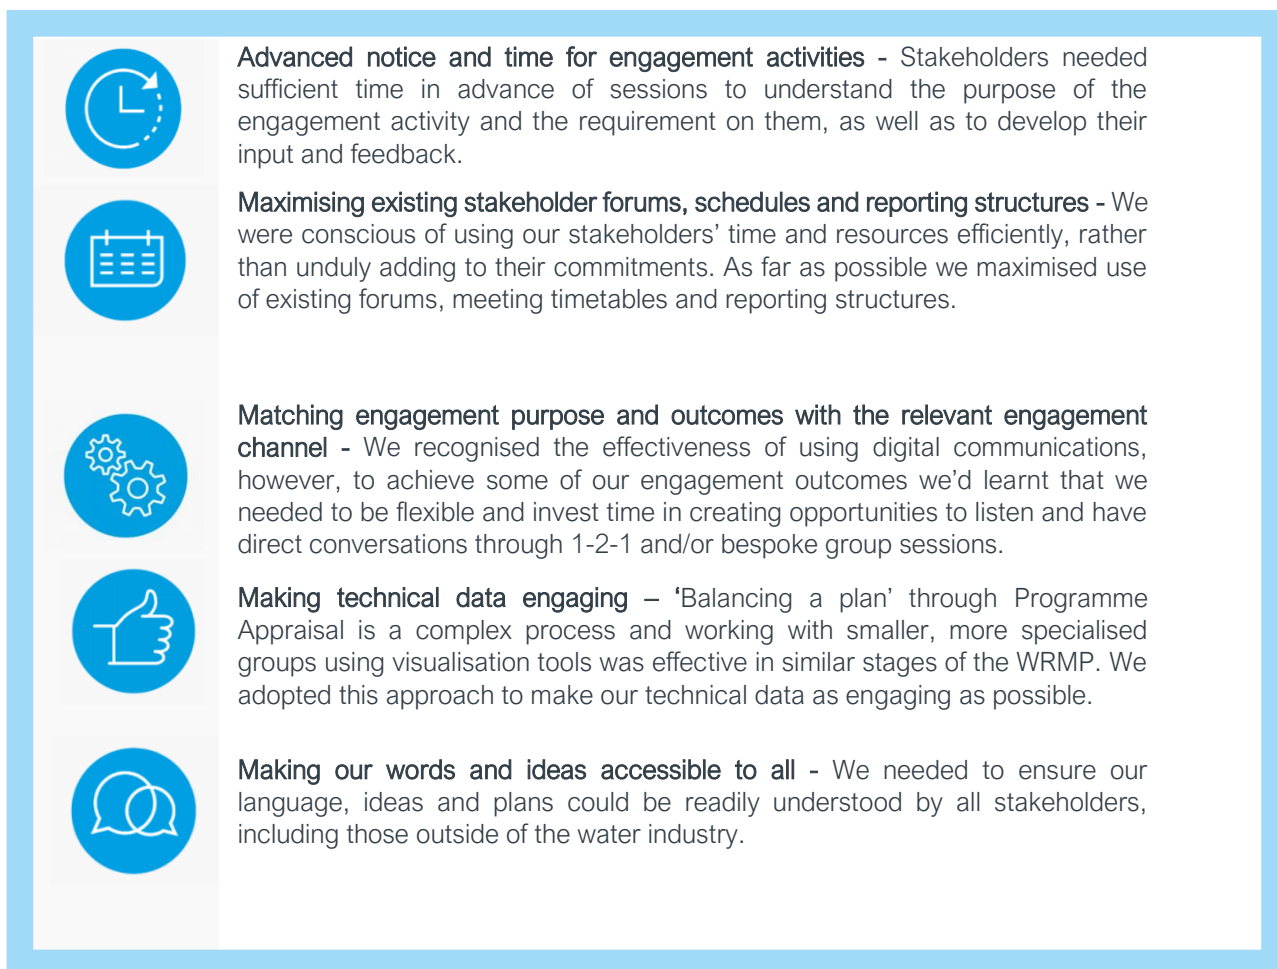 Advanced notice and time for engagement activities - Stakeholders needed
sufficient time in advance of sessions to understand the purpose of the
engagement activity and the requirement on them, as well as to develop their
input and feedback.
Maximising existing stakeholder forums, schedules and reporting structures - We
were conscious of using our stakeholders’ time and resources efficiently, rather
than unduly adding to their commitments. As far as possible we maximised use
of existing forums, meeting timetables and reporting structures.
Matching engagement purpose and outcomes with the relevant engagement
channel - We recognised the effectiveness of using digital communications,
however, to achieve some of our engagement outcomes we’d learnt that we
needed to be flexible and invest time in creating opportunities to listen and have
direct conversations through 1-2-1 and/or bespoke group sessions.
Making technical data engaging – ‘Balancing a plan’ through Programme
Appraisal is a complex process and working with smaller, more specialised
groups using visualisation tools was effective in similar stages of the WRMP. We
adopted this approach to make our technical data as engaging as possible.
Making our words and ideas accessible to all - We needed to ensure our
language, ideas and plans could be readily understood by all stakeholders,
including those outside of the water industry.